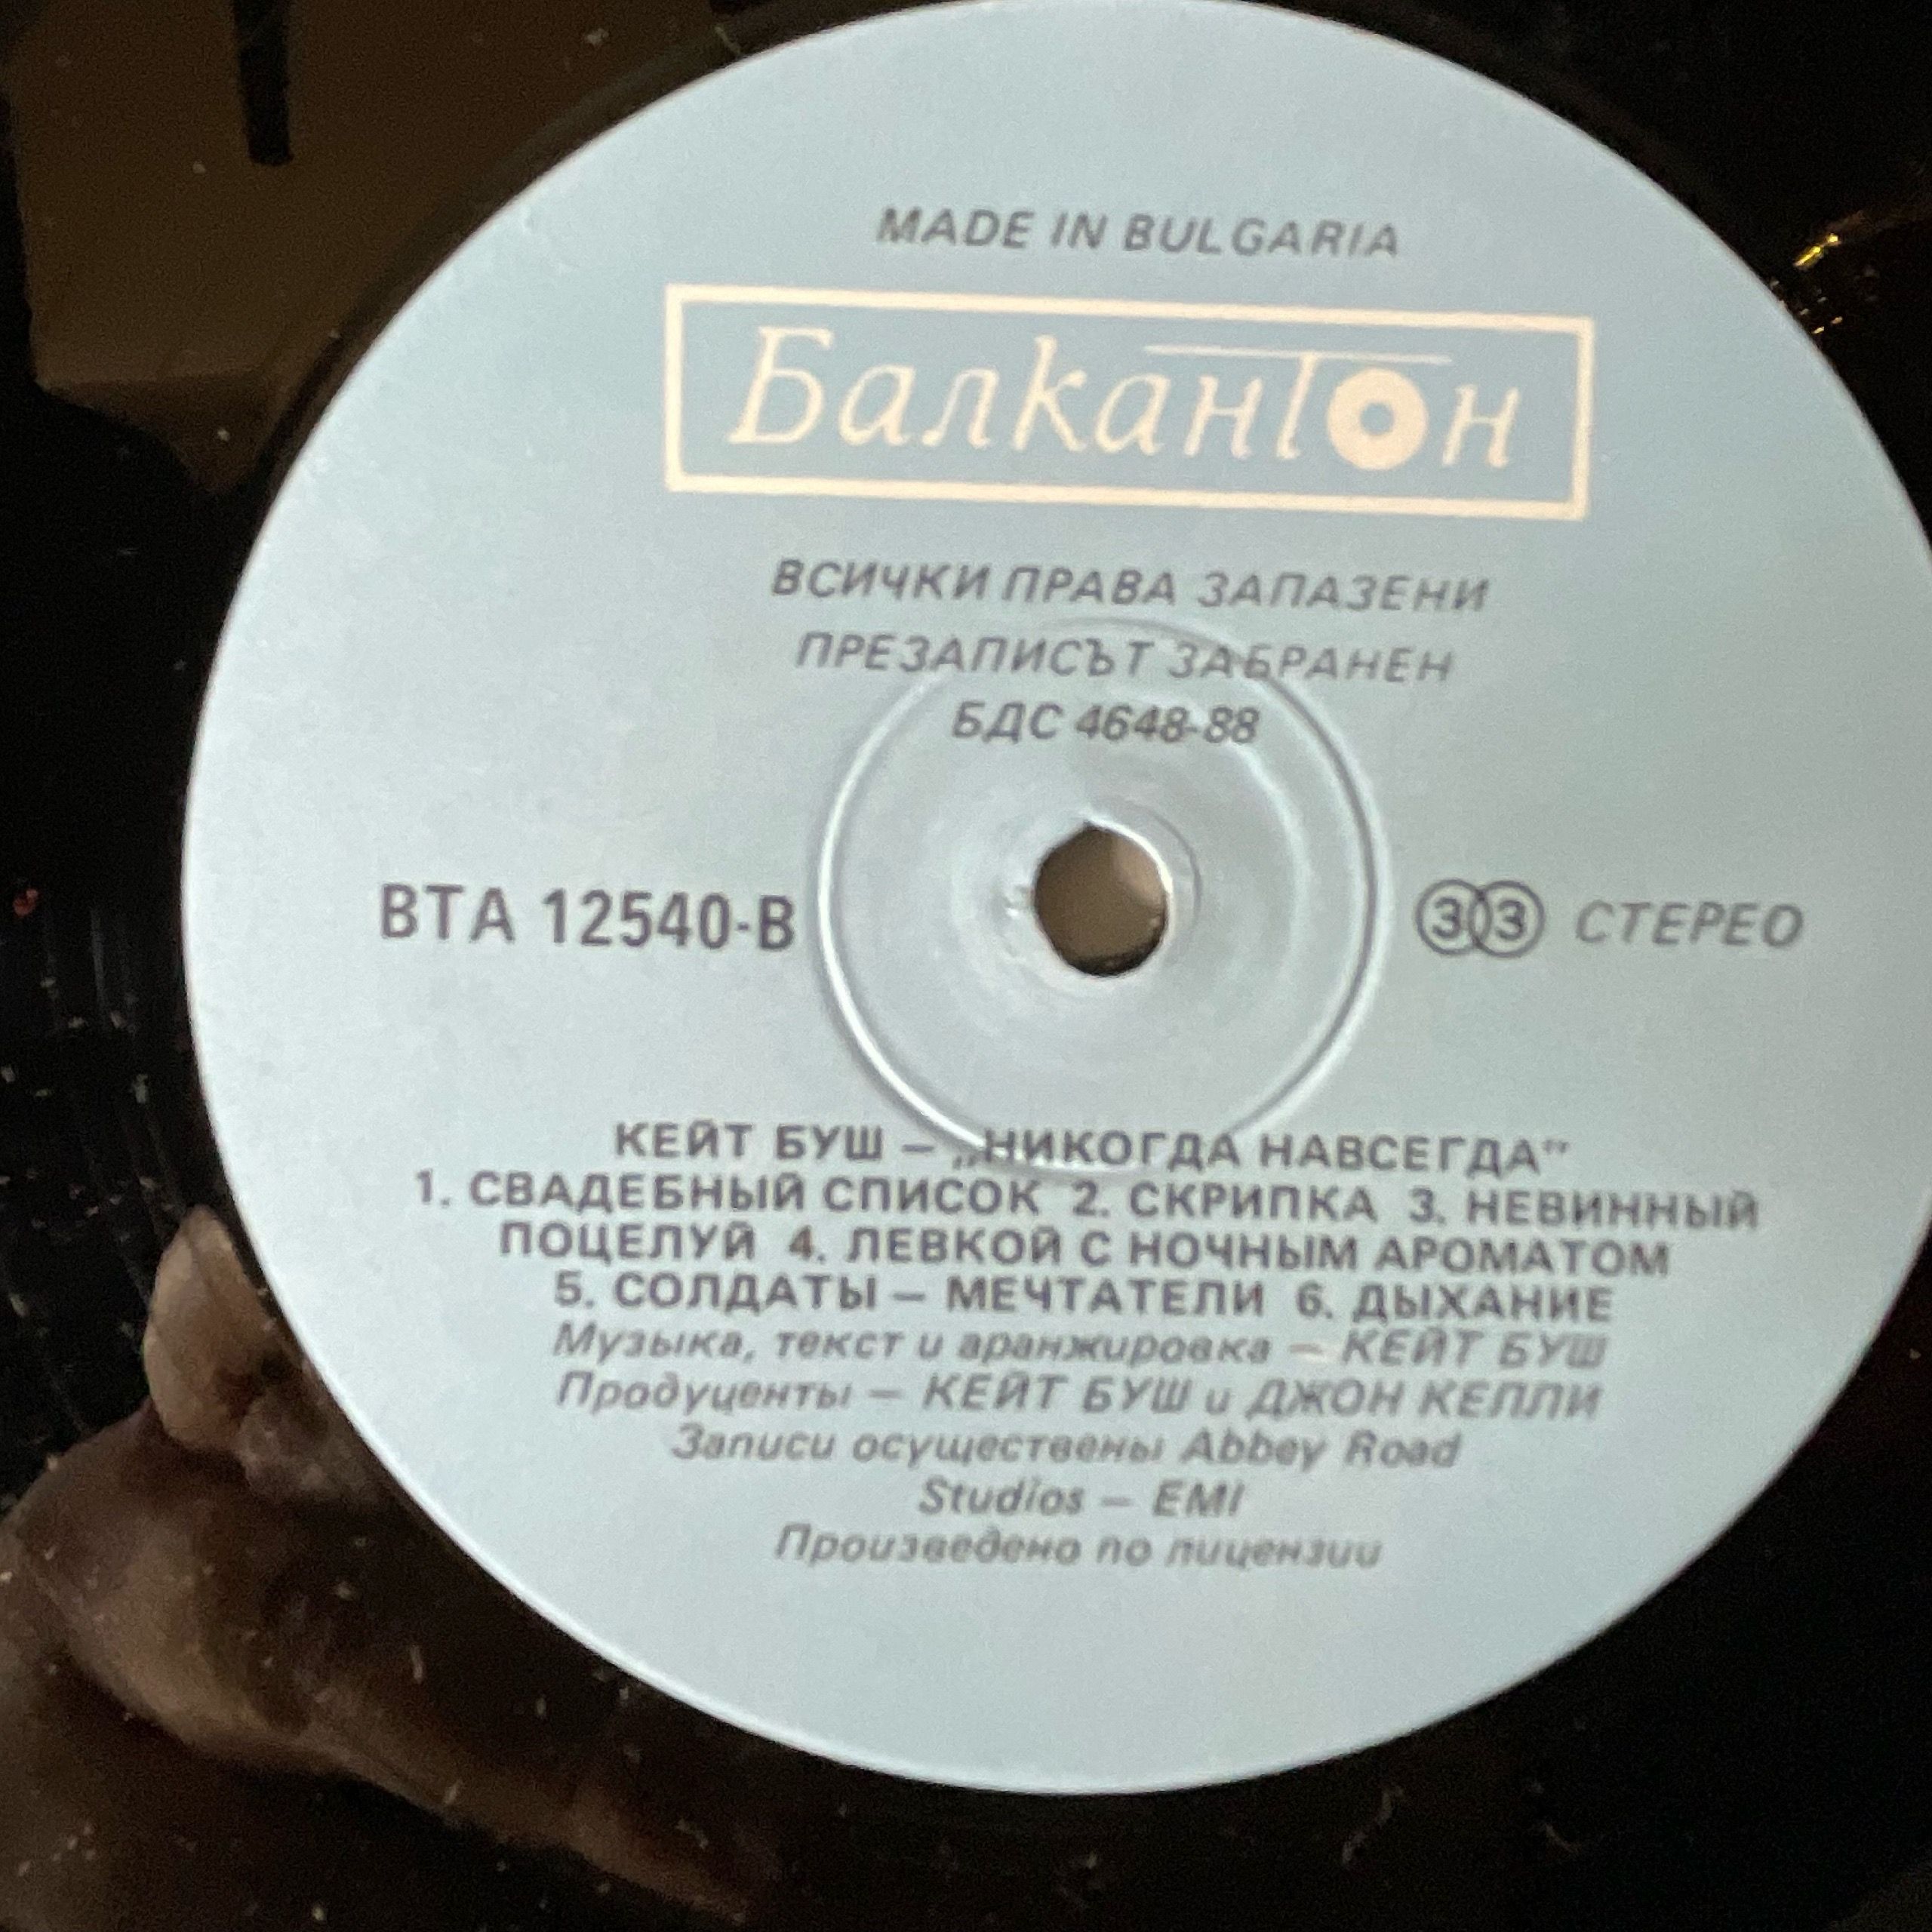 MADE IN BULGARIA
Балкантон
ВСИЧКИ ПРАВА ЗАПАЗЕНИ
ПРЕЗАПИСЪТ ЗАБРАНЕН
БДС 4648-88
ВТА 12540-В
33 СТЕРЕО
КЕЙТ БУШ – „НИКОГДА НАВСЕГДА”
1. СВАДЕБНЫЙ СПИСОК 2. СКРИПКА 3. НЕВИННЫЙ
ПОЦЕЛУЙ 4. ЛЕВКОЙ С НОЧНЫМ АРОМАТОМ
5. СОЛДАТЫ – МЕЧТАТЕЛИ 6. ДЫХАНИЕ
Музыка, текст и аранжировка – КЕЙТ БУШ
Продуценты – КЕЙТ БУШ и ДЖОН КЕЛЛИ
Записи осуществены Abbey Road
Studios – EMI
Произведено по лицензии